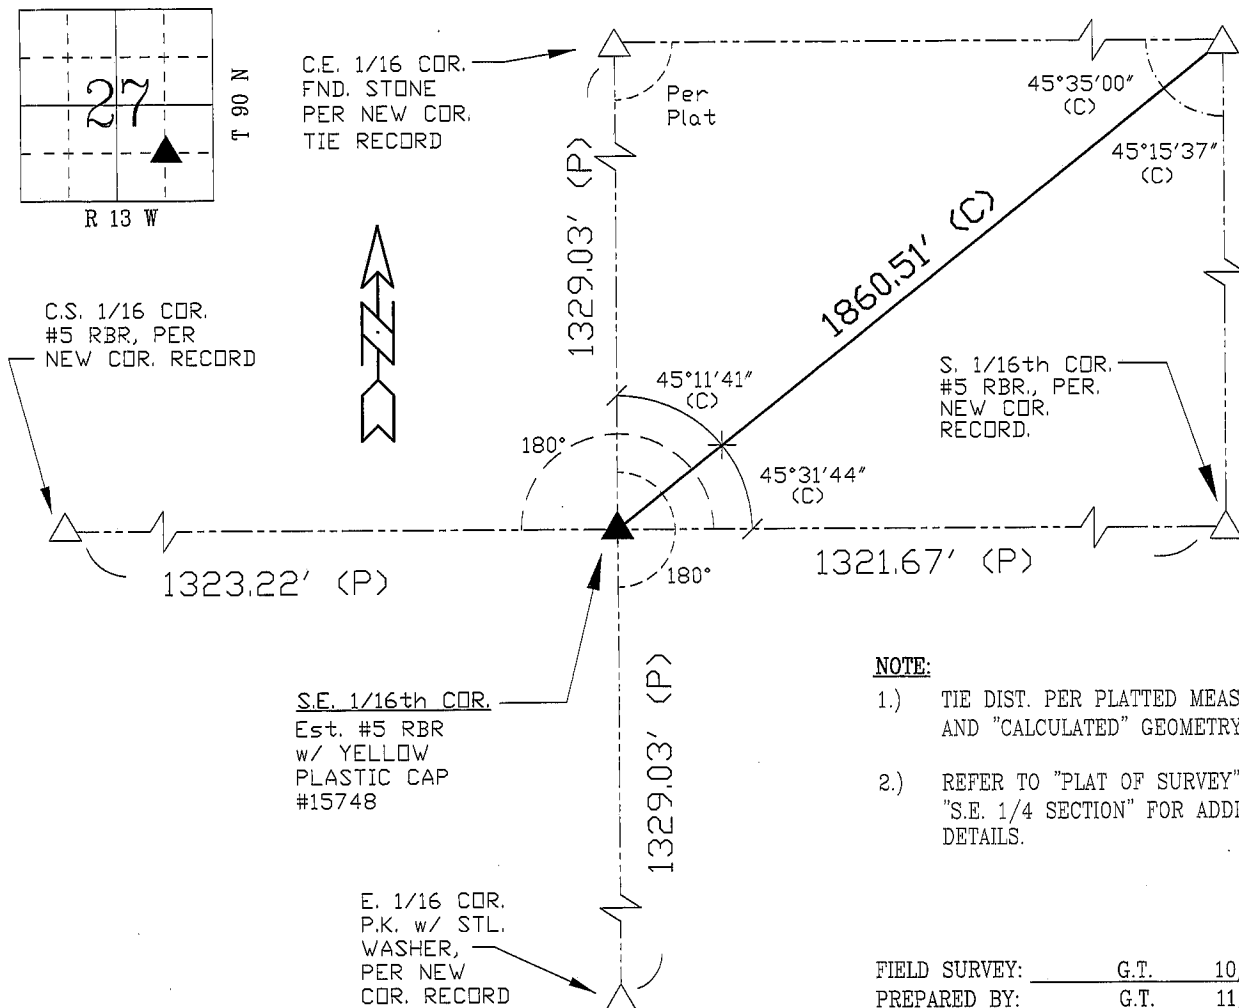 27
T 90 N
R 13 W
C.E. 1/16 COR.
FND. STONE
PER NEW COR.
TIE RECORD
Per
Plat
45°35'00"
(C)
45°15'37"
(C)
1329.03' (P)
1860.51' (C)
C.S. 1/16 COR.
#5 RBR, PER
NEW COR. RECORD
N
S. 1/16th COR.
#5 RBR., PER.
NEW COR.
RECORD.
45°11'41"
(C)
180°
45°31'44"
(C)
1323.22' (P)
180°
1321.67' (P)
S.E. 1/16th COR.
Est. #5 RBR
w/ YELLOW
PLASTIC CAP
#15748
1329.03' (P)
NOTE:
1.) TIE DIST. PER PLATTED MEAS
AND "CALCULATED" GEOMETRY
2.) REFER TO "PLAT OF SURVEY"
"S.E. 1/4 SECTION" FOR ADDI
DETAILS.
E. 1/16 COR.
P.K. w/ STL.
WASHER,
PER NEW
COR. RECORD
FIELD SURVEY: G.T. 10
PREPARED BY: G.T. 11